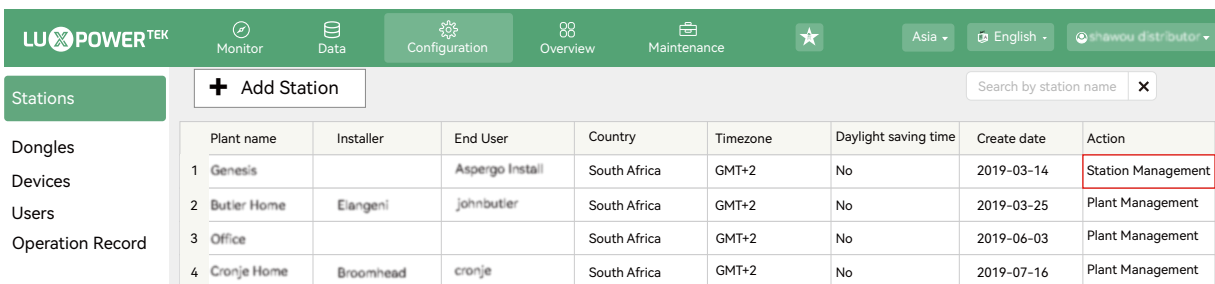 LUXPOWERTEK
Monitor
Data
Configuration
Overview
Maintenance
Asia
English
shawou distributor
Stations
Add Station
Search by station name
Dongles
Devices
Users
Operation Record
Plant name Installer End User Country Timezone Daylight saving time Create date Action
1 Genesis Aspergo Install South Africa GMT+2 No 2019-03-14 Station Management
2 Butler Home Elangeni johnbutler South Africa GMT+2 No 2019-03-25 Plant Management
3 Office South Africa GMT+2 No 2019-06-03 Plant Management
4 Cronje Home Broomhead cronje South Africa GMT+2 No 2019-07-16 Plant Management